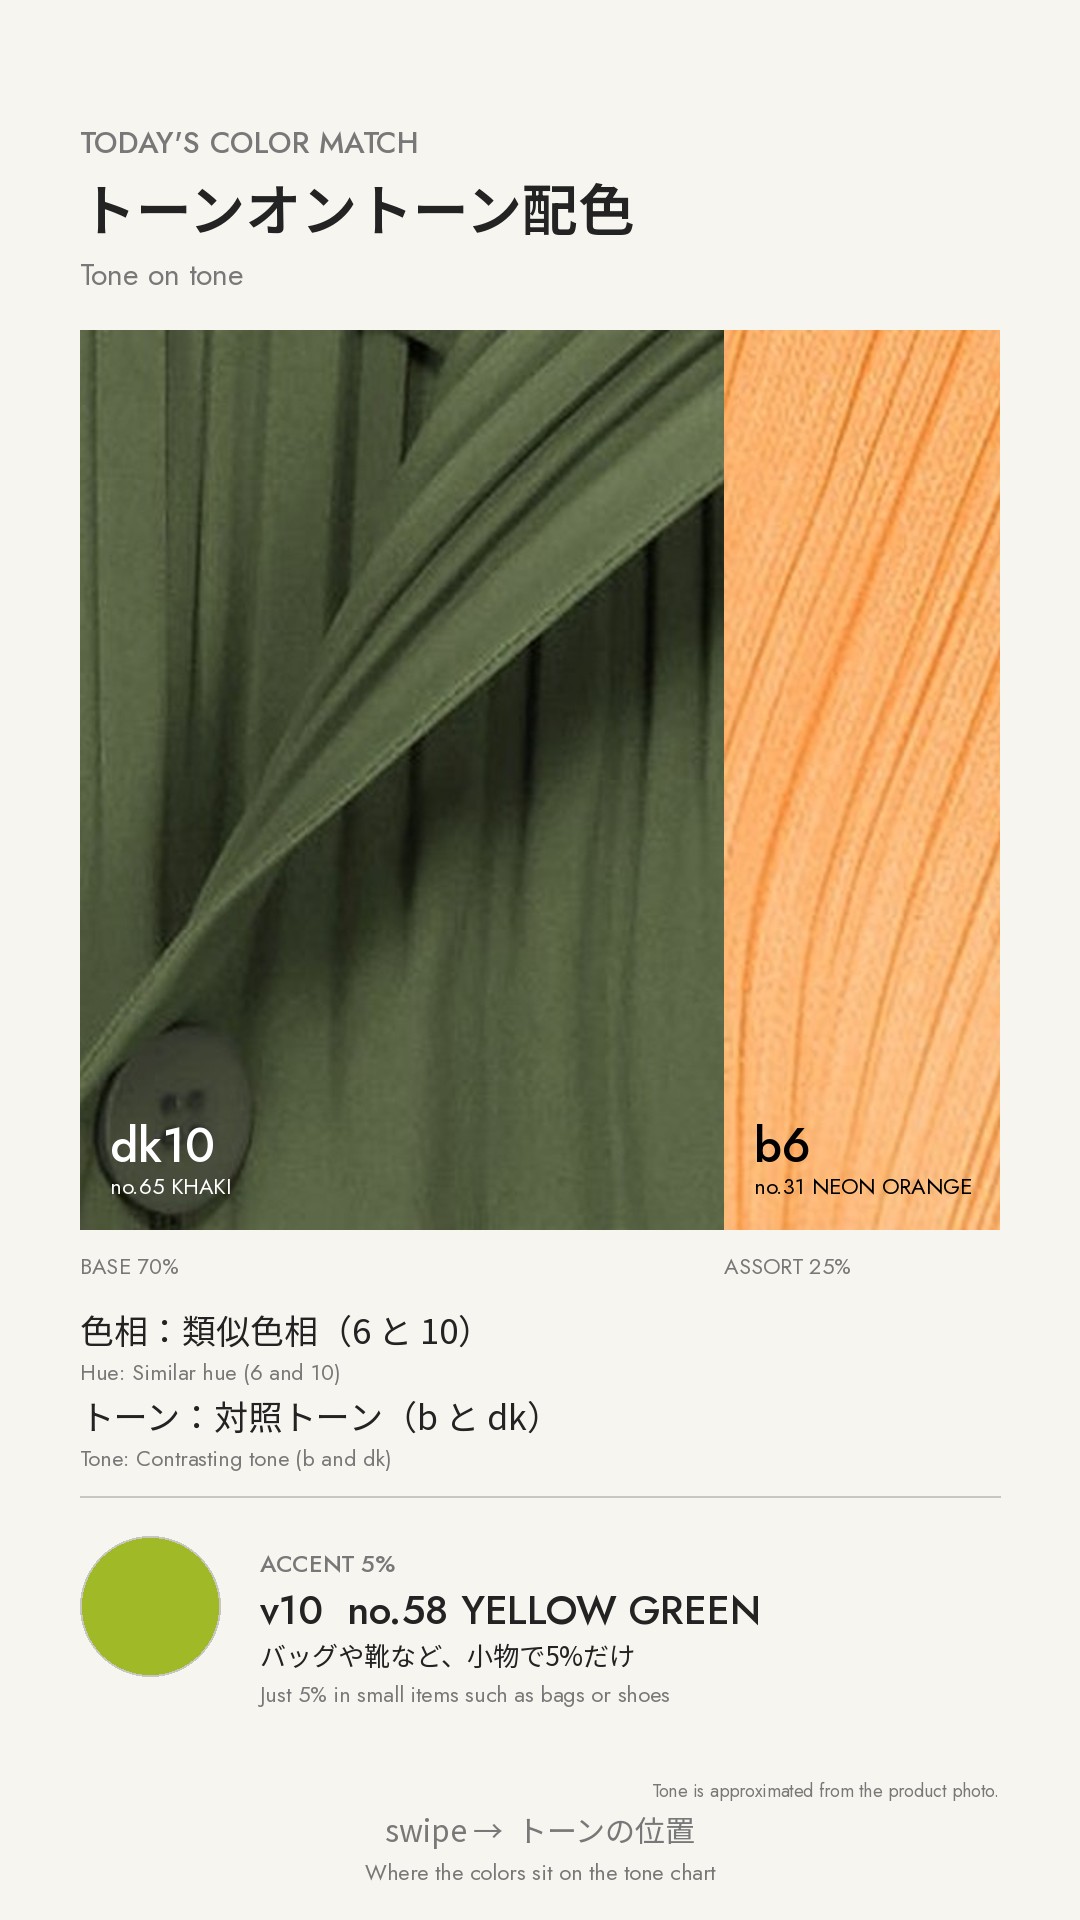 TODAY'S COLOR MATCH
トーンオントーン配色
Tone on tone
dk10
no.65 KHAKI
b6
no.31 NEON ORANGE
BASE 70%
ASSORT 25%
色相：類似色相（6 と 10）
Hue: Similar hue (6 and 10)
トーン：対照トーン（b と dk）
Tone: Contrasting tone (b and dk)
ACCENT 5%
v10 no.58 YELLOW GREEN
バッグや靴など、小物で5%だけ
Just 5% in small items such as bags or shoes
Tone is approximated from the product photo.
swipe→ トーンの位置
Where the colors sit on the tone chart